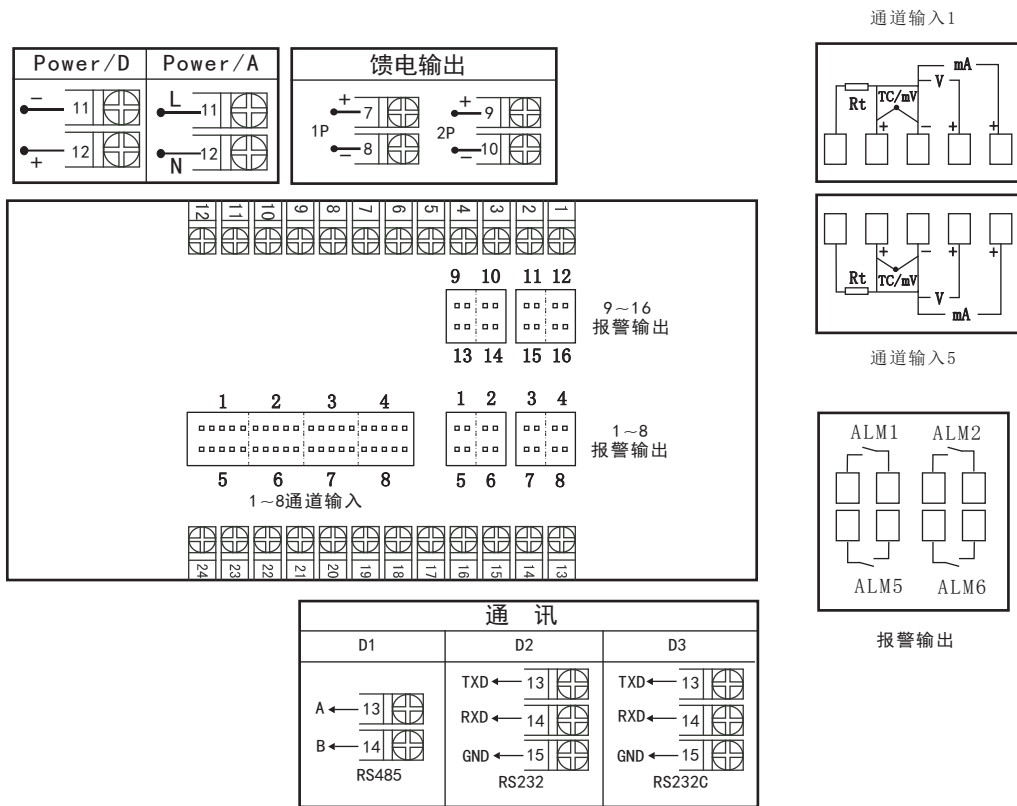 Power/D Power/A
− 11 L 11
+ 12 N 12
馈电输出
+ 7 + 9
1P 2P
− 8 − 10
通道输入1
mA
V
Rt TC/mV
+ − + +
12 11 10 9 8 7 6 5 4 3 2 1
9 10 11 12
9~16
报警输出
13 14 15 16
1 2 3 4
5 6 7 8
1~8通道输入
1 2 3 4
1~8
报警输出
5 6 7 8
24 23 22 21 20 19 18 17 16 15 14 13
+ − + +
Rt TC/mV
V
mA
通道输入5
ALM1 ALM2
ALM5 ALM6
报警输出
通 讯
D1 D2 D3
A 13
B 14
RS485
TXD 13
RXD 14
GND 15
RS232
TXD 13
RXD 14
GND 15
RS232C